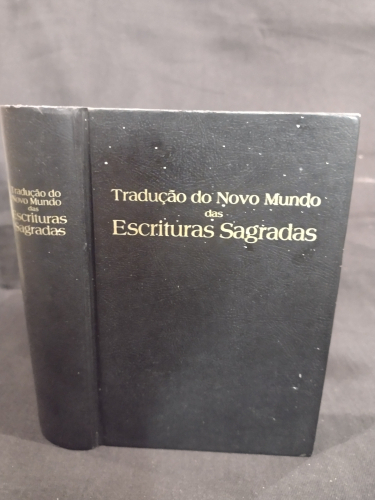 Tradução do
Novo Mundo
das
Escrituras
Sagradas
Tradução do Novo Mundo
das
Escrituras Sagradas